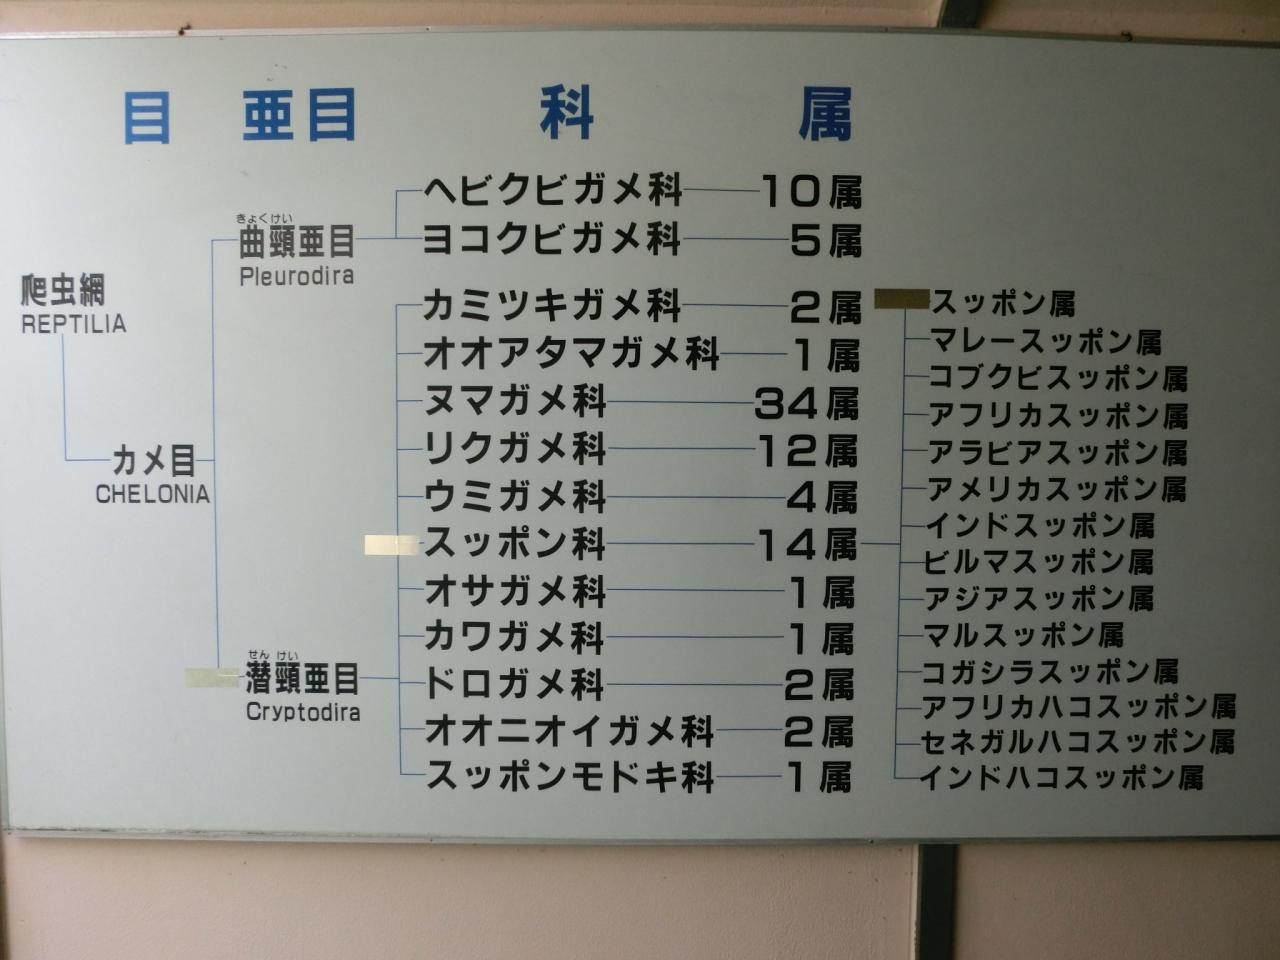 目 亜目 科 属
爬虫網
REPTILIA
カメ目
CHELONIA
きょくけい
曲頸亜目
Pleurodira
せん けい
潜頸亜目
Cryptodira
ヘビクビガメ科 10属
ヨコクビガメ科 5属
カミツキガメ科 2属
オオアタマガメ科 1属
ヌマガメ科 34属
リクガメ科 12属
ウミガメ科 4属
スッポン科 14属
オサガメ科 1属
カワガメ科 1属
ドロガメ科 2属
オオニオイガメ科 2属
スッポンモドキ科 1属
スッポン属
マレースッポン属
コブクビスッポン属
アフリカスッポン属
アラビアスッポン属
アメリカスッポン属
インドスッポン属
ビルマスッポン属
アジアスッポン属
マルスッポン属
コガシラスッポン属
アフリカハコスッポン属
セネガルハコスッポン属
インドハコスッポン属